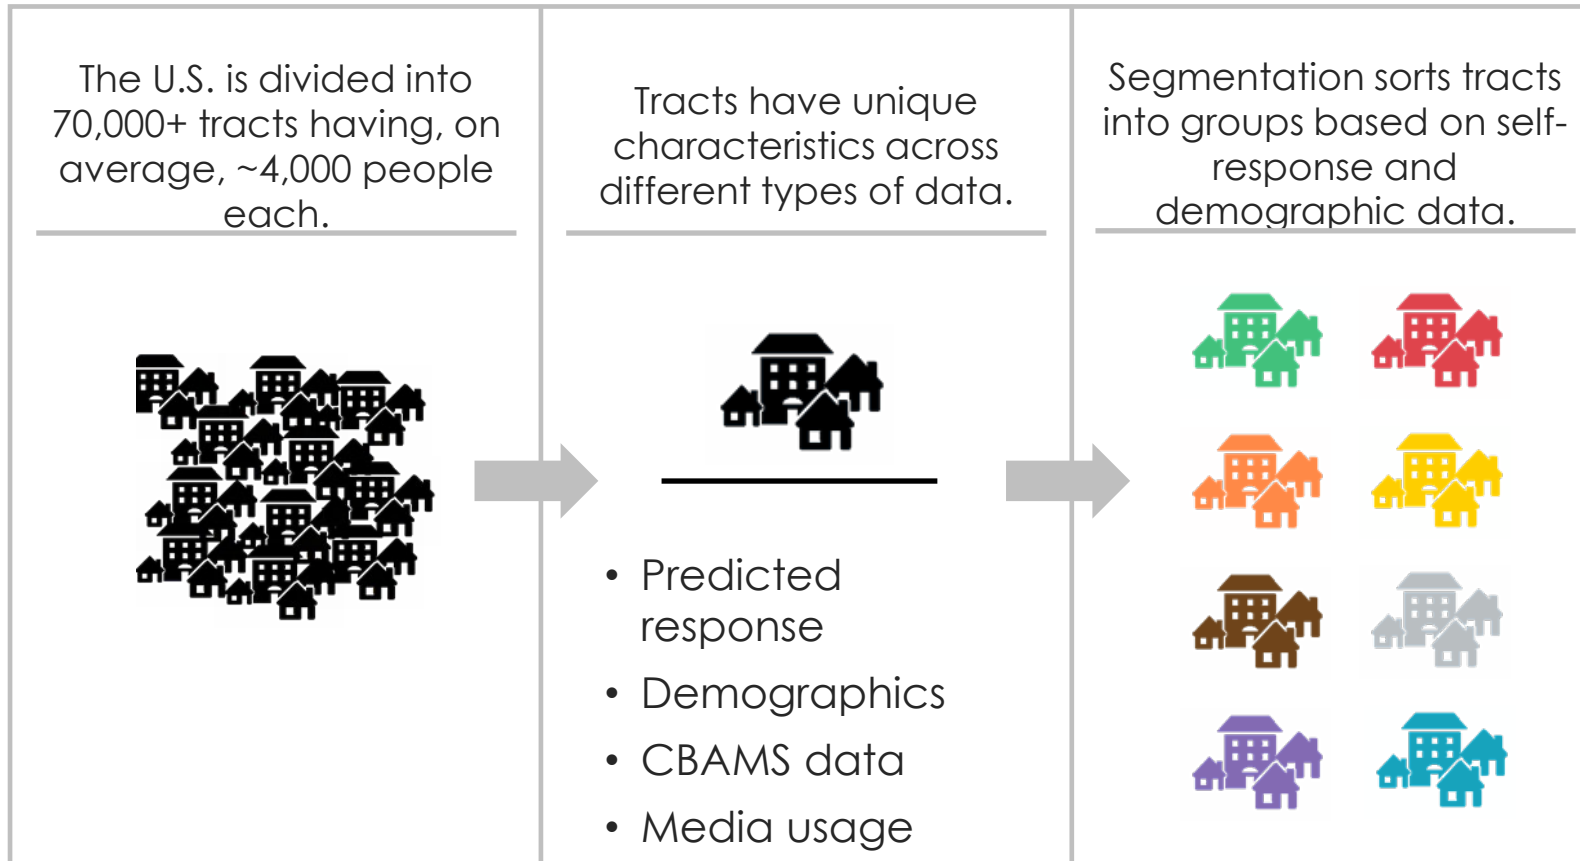 The U.S. is divided into
70,000+ tracts having, on
average, ~4,000 people
each.
Tracts have unique
characteristics across
different types of data.
• Predicted
response
• Demographics
• CBAMS data
• Media usage
Segmentation sorts tracts
into groups based on self-
response and
demographic data.